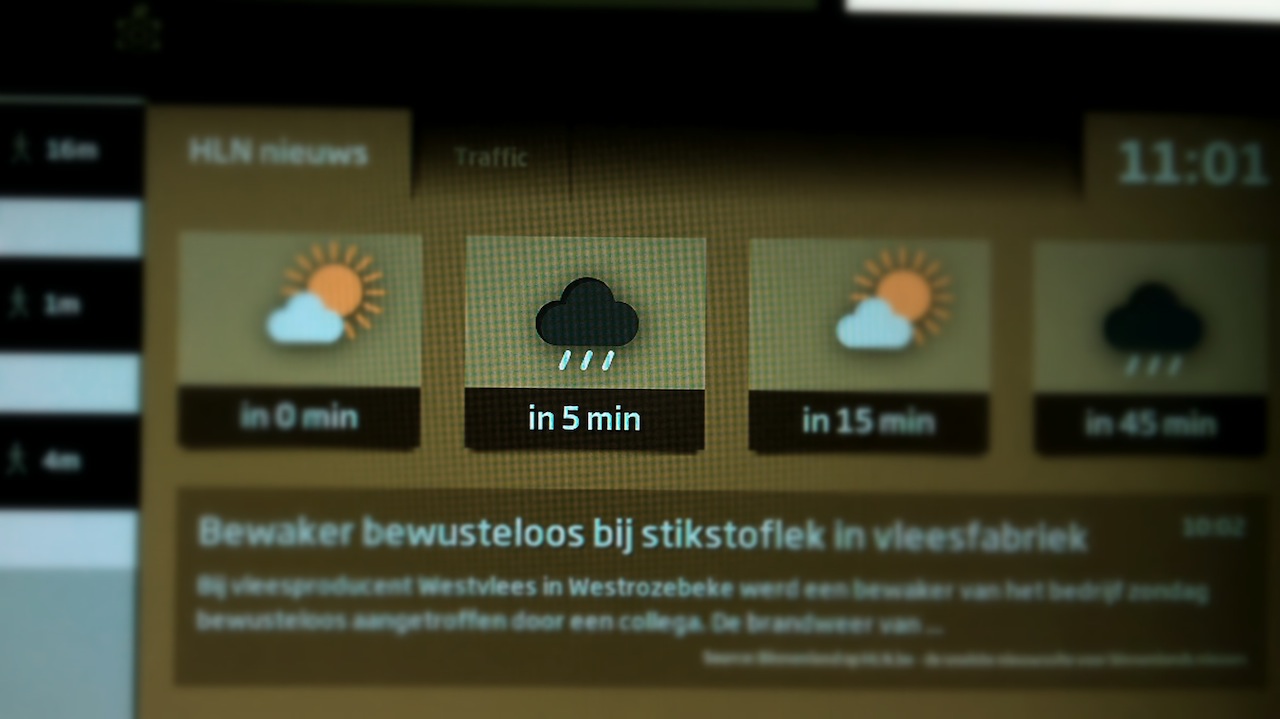 16m
HLN nieuws
Traffic
11:01
1m
in 0 min
in 5 min
in 15 min
in 45 min
4m
Bewaker bewusteloos bij stikstoflek in vleesfabriek
10:02
Bij vleesproducent Westvlees in Westrozebeke werd een bewaker van het bedrijf zondag
bewusteloos aangetroffen door een collega. De brandweer van ...